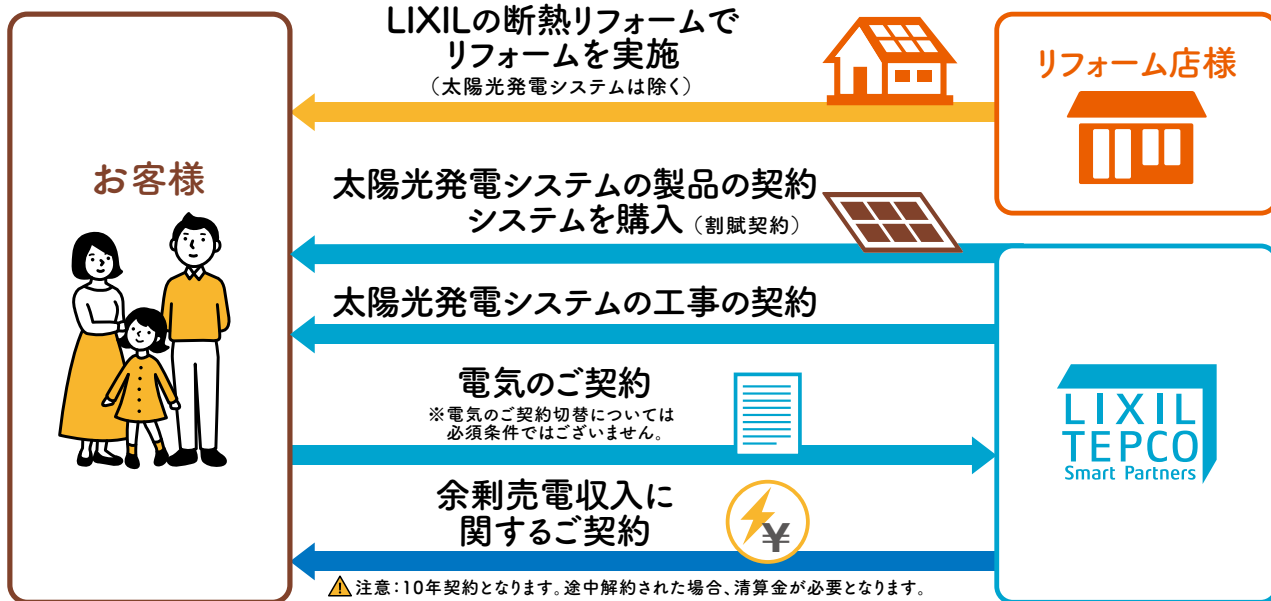 LIXILの断熱リフォームで
リフォームを実施
（太陽光発電システムは除く）
リフォーム店様
お客様
太陽光発電システムの製品の契約
システムを購入（割賦契約）
太陽光発電システムの工事の契約
電気のご契約
※電気のご契約切替については
必須条件ではございません。
LIXIL
TEPCO
Smart Partners
余剰売電収入に
関するご契約
¥
注意：10年契約となります。途中解約された場合、清算金が必要となります。